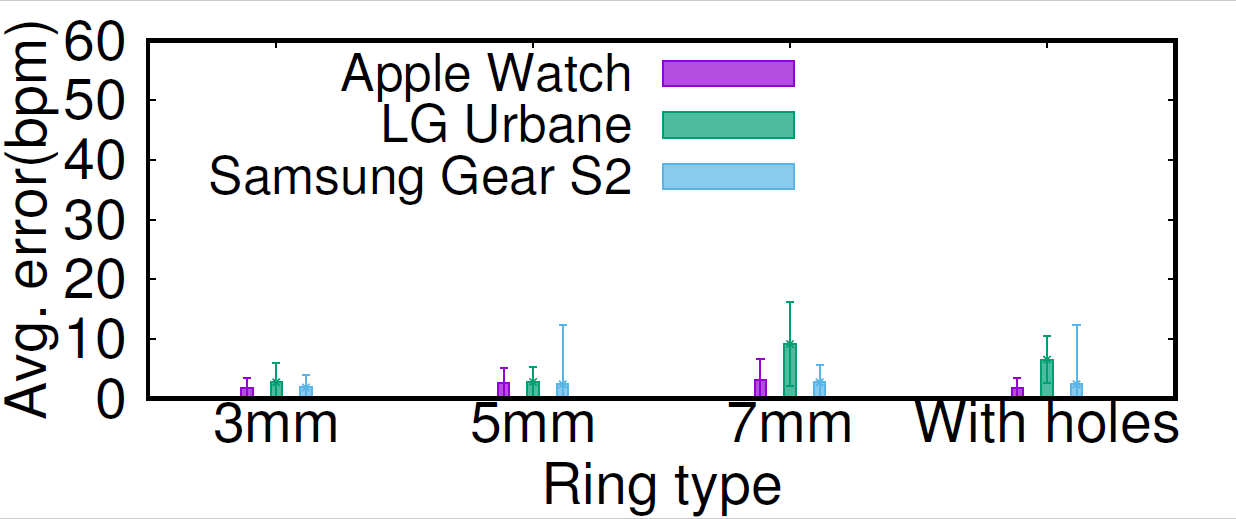 Avg. error(bpm)
60
50
40
30
20
10
0
Apple Watch
LG Urbane
Samsung Gear S2
3mm 5mm 7mm With holes
Ring type